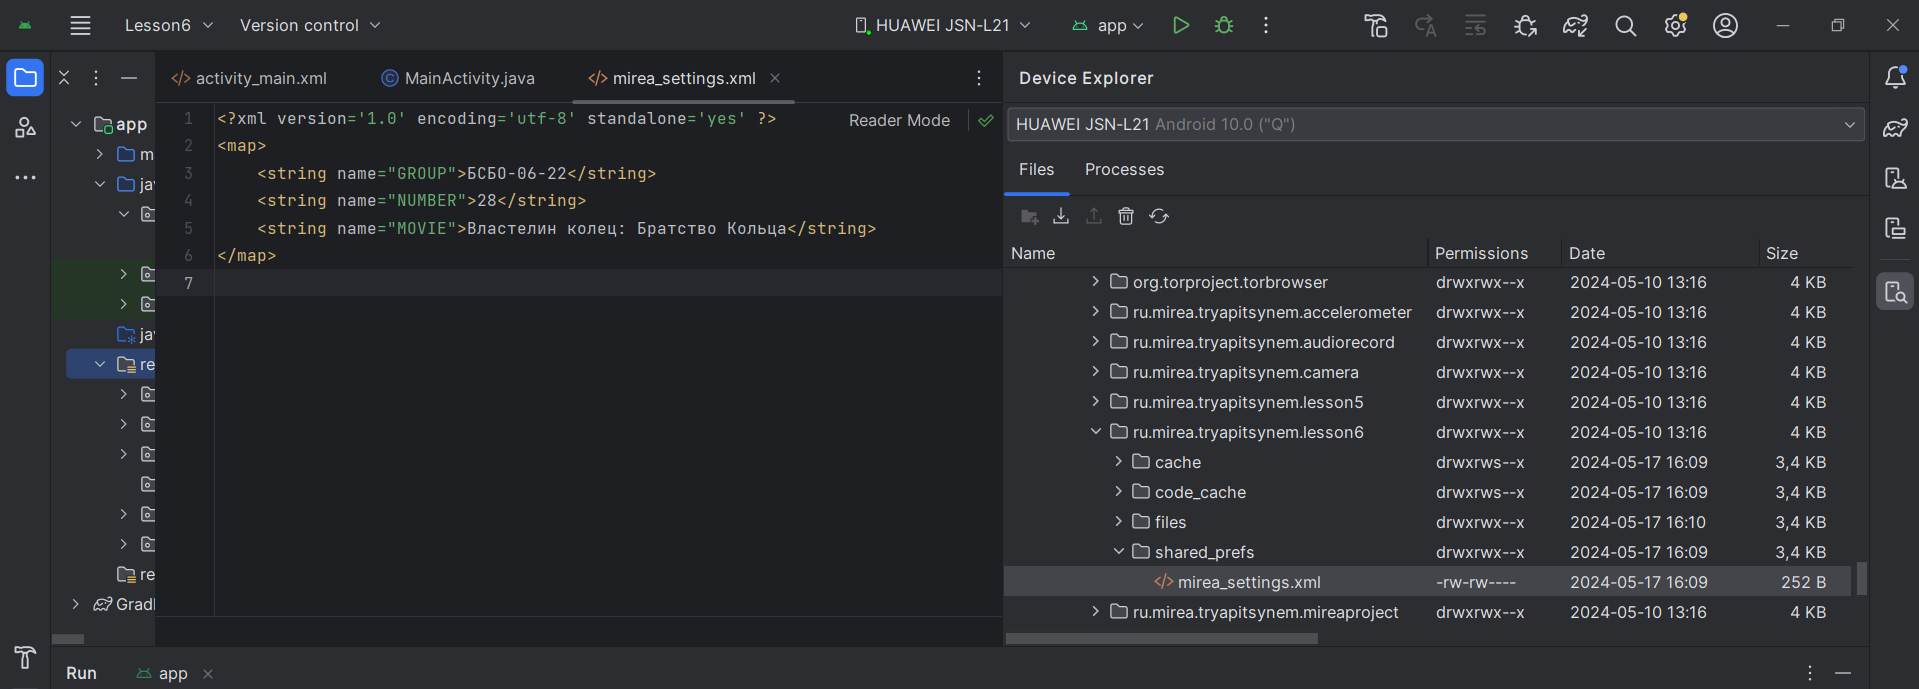 Lesson6 Version control HUAWEI JSN-L21 app
activity_main.xml MainActivity.java mirea_settings.xml
app
m
ja
ja
re
re
Gradl
1 <?xml version='1.0' encoding='utf-8' standalone='yes' ?>
2 <map>
3 <string name="GROUP">БСБО-06-22</string>
4 <string name="NUMBER">28</string>
5 <string name="MOVIE">Властелин колец: Братство Кольца</string>
6 </map>
7
Reader Mode
Device Explorer
HUAWEI JSN-L21 Android 10.0 ("Q")
Files Processes
Name Permissions Date Size
org.torproject.torbrowser drwxrwx--x 2024-05-10 13:16 4 KB
ru.mirea.tryapitsynem.accelerometer drwxrwx--x 2024-05-10 13:16 4 KB
ru.mirea.tryapitsynem.audiorecord drwxrwx--x 2024-05-10 13:16 4 KB
ru.mirea.tryapitsynem.camera drwxrwx--x 2024-05-10 13:16 4 KB
ru.mirea.tryapitsynem.lesson5 drwxrwx--x 2024-05-10 13:16 4 KB
ru.mirea.tryapitsynem.lesson6 drwxrwx--x 2024-05-10 13:16 4 KB
cache drwxrws--x 2024-05-17 16:09 3,4 KB
code_cache drwxrws--x 2024-05-17 16:09 3,4 KB
files drwxrwx--x 2024-05-17 16:10 3,4 KB
shared_prefs drwxrwx--x 2024-05-17 16:09 3,4 KB
mirea_settings.xml -rw-rw---- 2024-05-17 16:09 252 B
ru.mirea.tryapitsynem.mireaproject drwxrwx--x 2024-05-10 13:16 4 KB
Run app